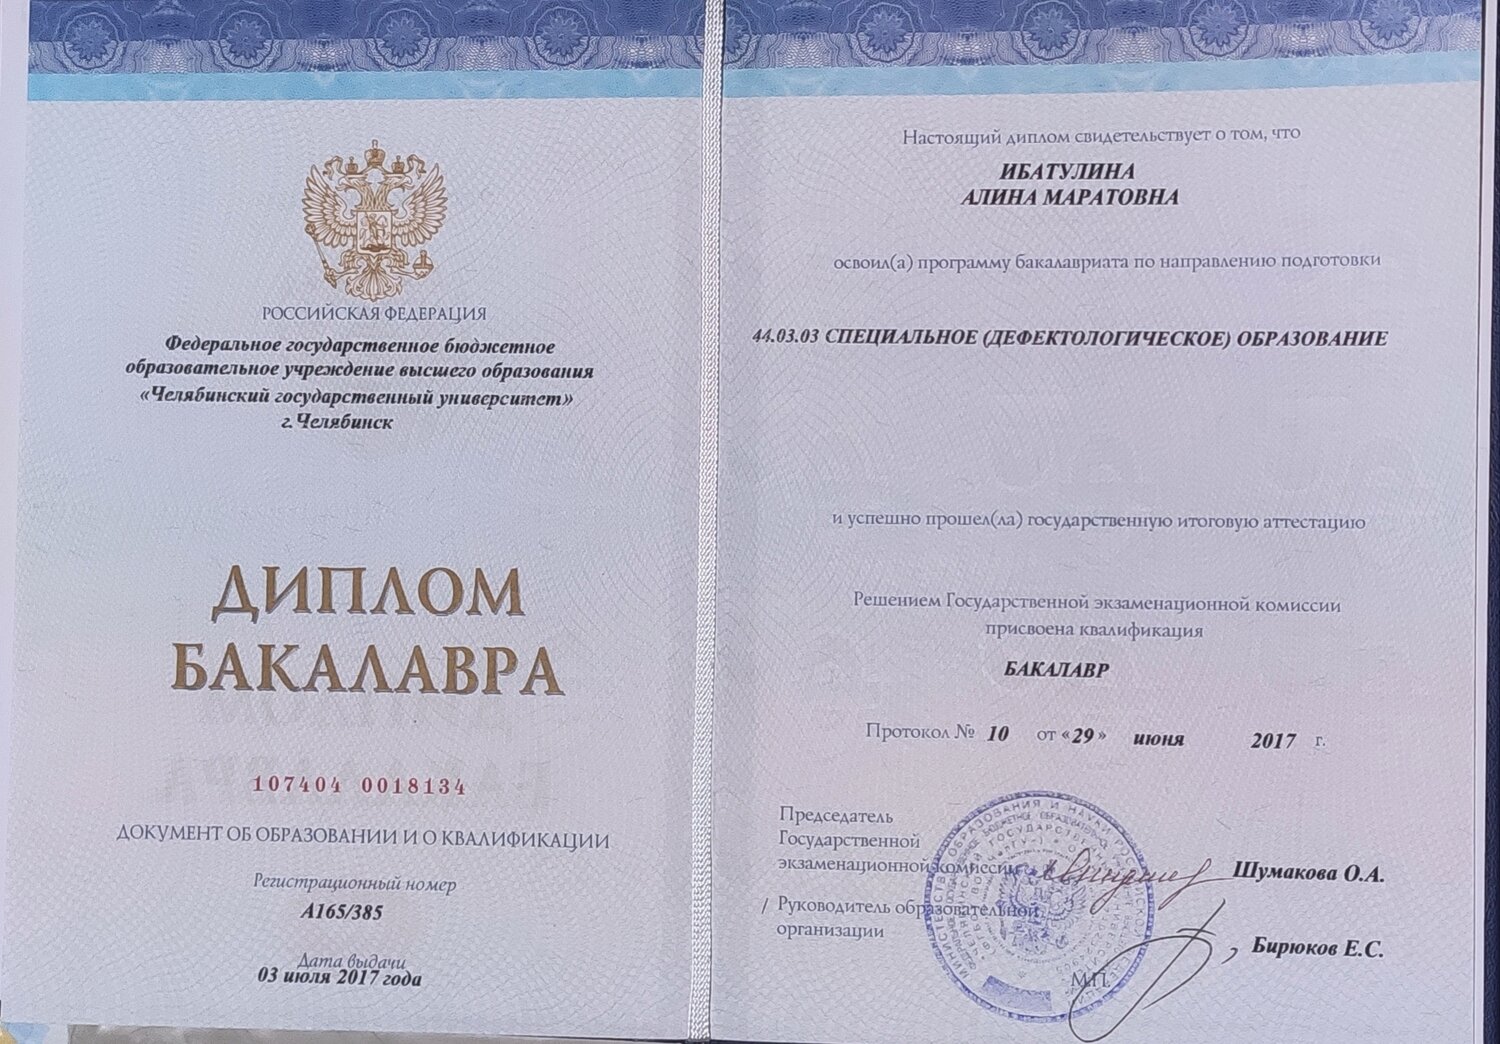 РОССИЙСКАЯ ФЕДЕРАЦИЯ
Федеральное государственное бюджетное
образовательное учреждение высшего образования
«Челябинский государственный университет»
г.Челябинск
ДИПЛОМ
БАКАЛАВРА
107404 0018134
ДОКУМЕНТ ОБ ОБРАЗОВАНИИ И О КВАЛИФИКАЦИИ
Регистрационный номер
А165/385
Дата выдачи
03 июля 2017 года
Настоящий диплом свидетельствует о том, что
ИБАТУЛИНА
АЛИНА МАРАТОВНА
освоил(а) программу бакалавриата по направлению подготовки
44.03.03 СПЕЦИАЛЬНОЕ (ДЕФЕКТОЛОГИЧЕСКОЕ) ОБРАЗОВАНИЕ
и успешно прошел(ла) государственную итоговую аттестацию
Решением Государственной экзаменационной комиссии
присвоена квалификация
БАКАЛАВР
Протокол № 10 от «29» июня 2017 г.
Председатель
Государственной
экзаменационной комиссии
Шумакова О.А.
/ Руководитель образовательной
организации
Бирюков Е.С.
М.П.